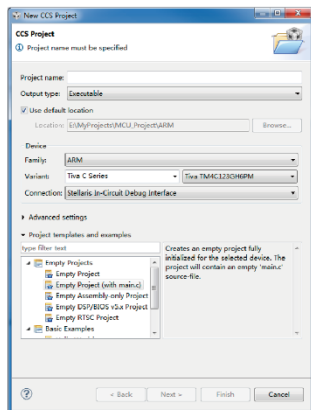 New CCS Project
CCS Project
Project name must be specified
Project name:
Output type: Executable
Use default location
Location: E:\MyProjects\MCU_Project\ARM Browse...
Device
Family: ARM
Variant: Tiva C Series Tiva TM4C123GH6PM
Connection: Stellaris In-Circuit Debug Interface
Advanced settings
Project templates and examples
type filter text
Creates an empty project fully
initialized for the selected device. The
project will contain an empty 'main.c'
source-file.
Empty Projects
Empty Project
Empty Project (with main.c)
Empty Assembly-only Project
Empty DSP/BIOS v5.x Project
Empty RTSC Project
Basic Examples
? < Back Next > Finish Cancel